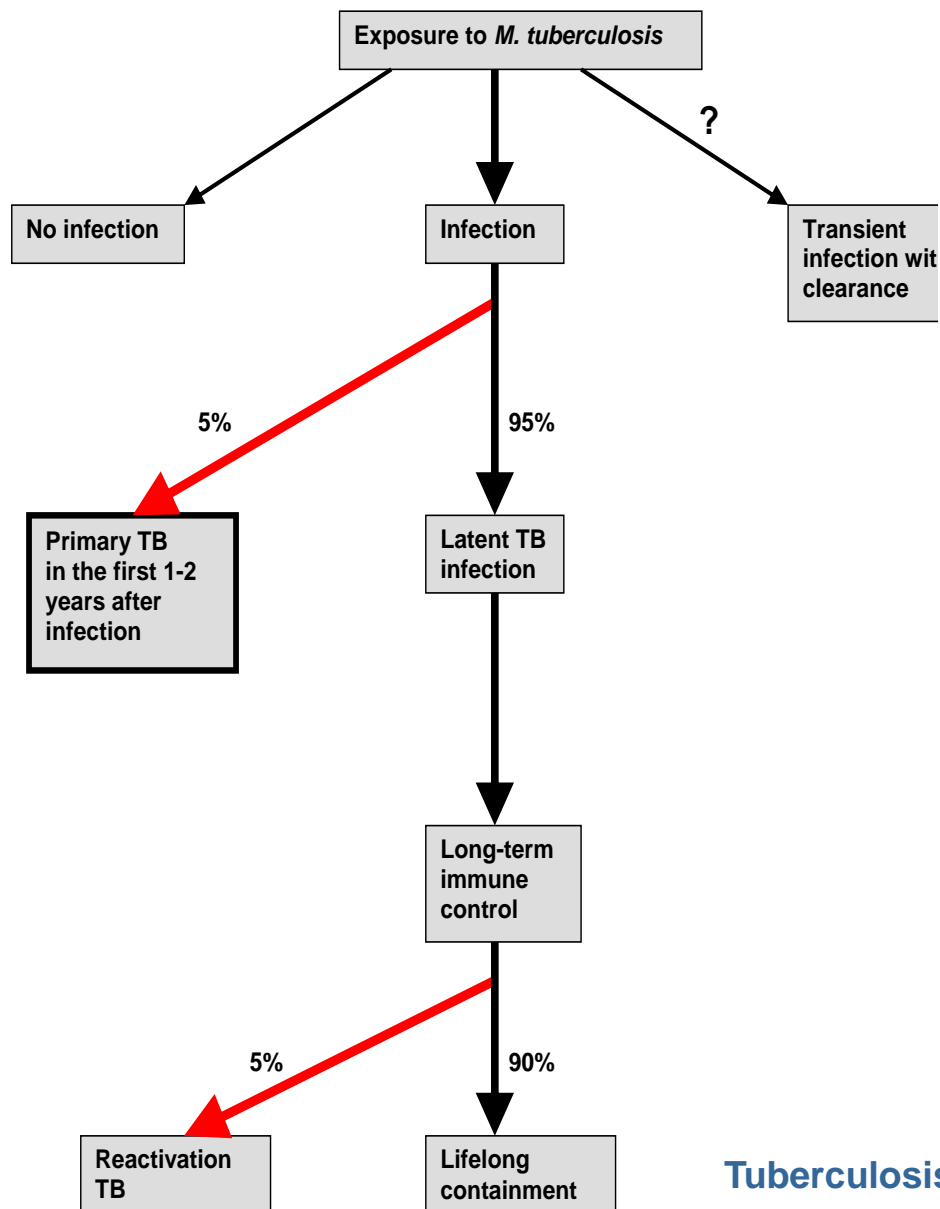 Exposure to M. tuberculosis
?
No infection
Infection
Transient
infection wit
clearance
5%
95%
Primary TB
in the first 1-2
years after
infection
Latent TB
infection
Long-term
immune
control
5%
90%
Reactivation
TB
Lifelong
containment
Tuberculosis